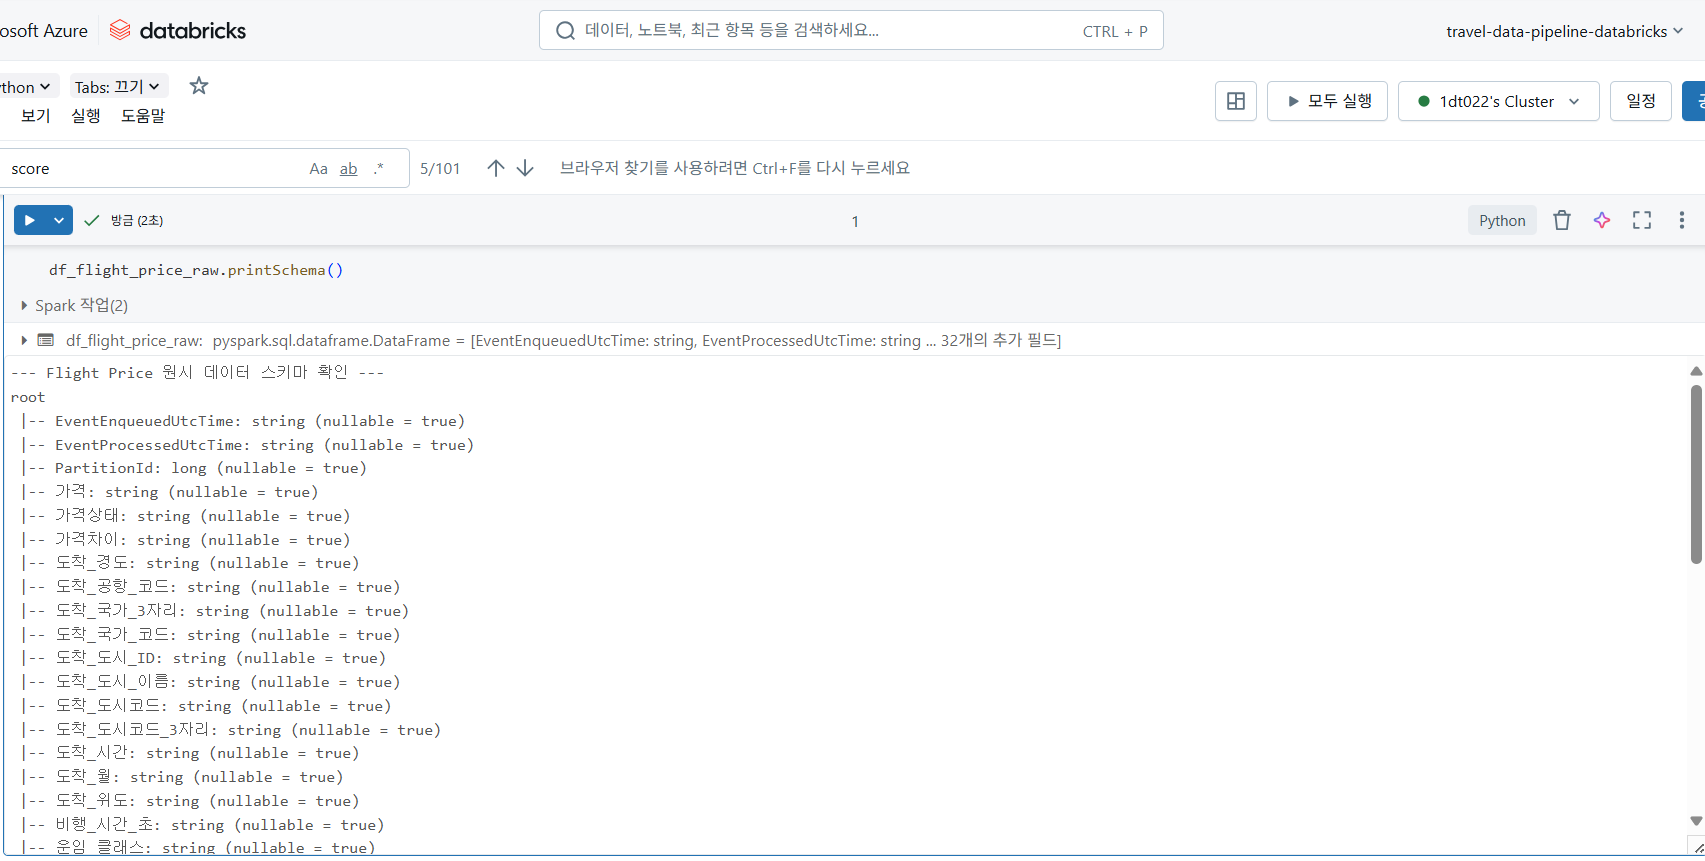 osoft Azure databricks 데이터, 노트북, 최근 항목 등을 검색하세요... CTRL + P travel-data-pipeline-databricks
thon Tabs: 끄기
보기 실행 도움말 모두 실행 1dt022's Cluster 일정
score Aa ab .* 5/101 브라우저 찾기를 사용하려면 Ctrl+F를 다시 누르세요
방금 (2초) 1 Python
df_flight_price_raw.printSchema()
Spark 작업(2)
df_flight_price_raw: pyspark.sql.dataframe.DataFrame = [EventEnqueuedUtcTime: string, EventProcessedUtcTime: string ... 32개의 추가 필드]
--- Flight Price 원시 데이터 스키마 확인 ---
root
|-- EventEnqueuedUtcTime: string (nullable = true)
|-- EventProcessedUtcTime: string (nullable = true)
|-- PartitionId: long (nullable = true)
|-- 가격: string (nullable = true)
|-- 가격상태: string (nullable = true)
|-- 가격차이: string (nullable = true)
|-- 도착_경도: string (nullable = true)
|-- 도착_공항_코드: string (nullable = true)
|-- 도착_국가_3자리: string (nullable = true)
|-- 도착_국가_코드: string (nullable = true)
|-- 도착_도시_ID: string (nullable = true)
|-- 도착_도시_이름: string (nullable = true)
|-- 도착_도시코드: string (nullable = true)
|-- 도착_도시코드_3자리: string (nullable = true)
|-- 도착_시간: string (nullable = true)
|-- 도착_월: string (nullable = true)
|-- 도착_위도: string (nullable = true)
|-- 비행_시간_초: string (nullable = true)
|-- 운임_클래스: string (nullable = true)